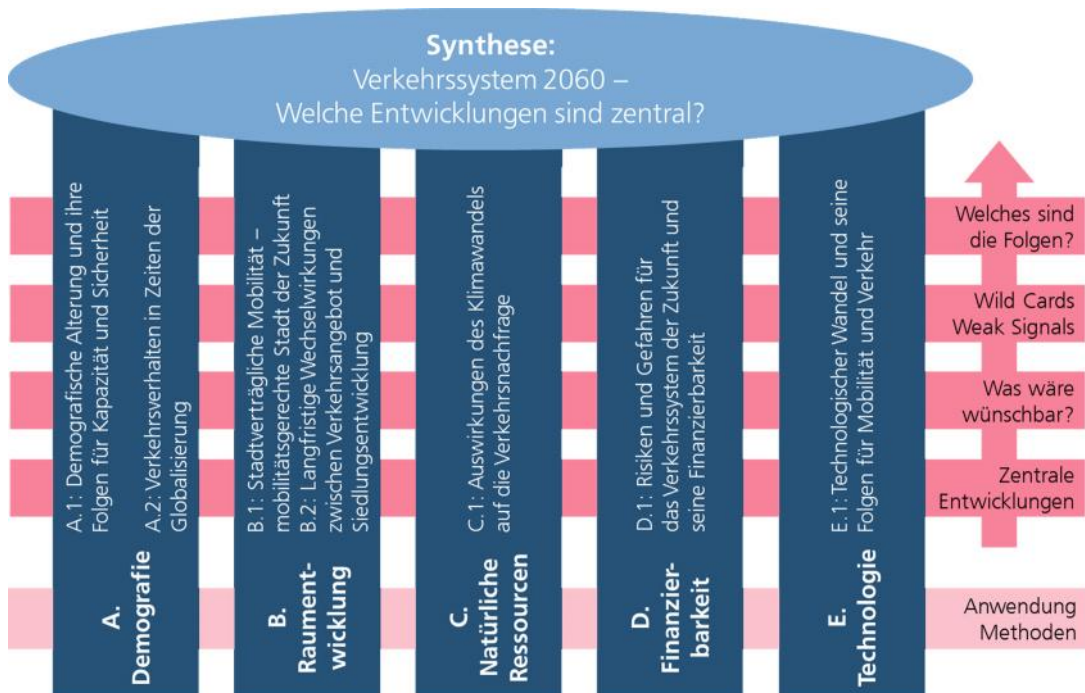 Synthese:
Verkehrssystem 2060 –
Welche Entwicklungen sind zentral?
A.1: Demografische Alterung und ihre
Folgen für Kapazität und Sicherheit
A.2: Verkehrsverhalten in Zeiten der
Globalisierung
A.
Demografie
B.1: Stadtverträgliche Mobilität –
mobilitätsgerechte Stadt der Zukunft
B.2: Langfristige Wechselwirkungen
zwischen Verkehrsangebot und
Siedlungsentwicklung
B.
Raument-
wicklung
C.1: Auswirkungen des Klimawandels
auf die Verkehrsnachfrage
C.
Natürliche
Ressourcen
D.1: Risiken und Gefahren für
das Verkehrssystem der Zukunft und
seine Finanzierbarkeit
D.
Finanzier-
barkeit
E.1:Technologischer Wandel und seine
Folgen für Mobilität und Verkehr
E.
Technologie
Welches sind
die Folgen?
Wild Cards
Weak Signals
Was wäre
wünschbar?
Zentrale
Entwicklungen
Anwendung
Methoden